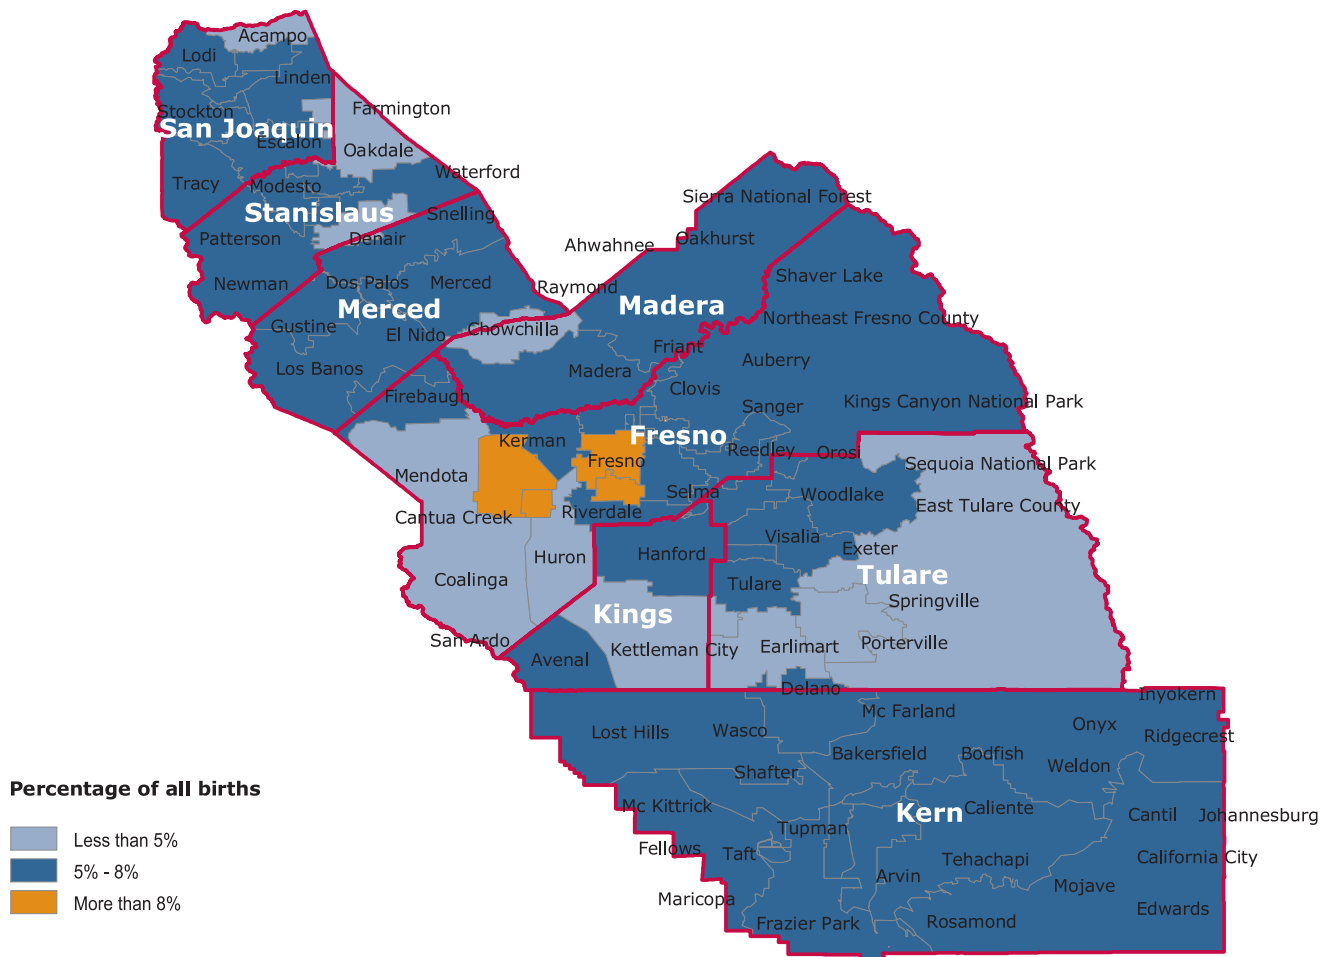 Acampo
Lodi
Linden
Stockton
Farmington
San Joaquin
Escalon
Oakdale
Waterford
Tracy
Modesto
Sierra National Forest
Stanislaus
Snelling
Patterson
Denair
Ahwahnee
Oakhurst
Newman
Dos Palos
Merced
Raymond
Shaver Lake
Merced
Madera
Gustine
El Nido
Chowchilla
Northeast Fresno County
Friant
Los Banos
Madera
Auberry
Firebaugh
Clovis
Sanger
Kings Canyon National Park
Kerman
Fresno
Reedley
Orosi
Mendota
Fresno
Sequoia National Park
Selma
Woodlake
East Tulare County
Cantua Creek
Riverdale
Visalia
Exeter
Huron
Hanford
Coalinga
Tulare
Tulare
Springville
Kings
San Ardo
Kettleman City
Earlimart
Porterville
Avenal
Delano
Inyokern
Mc Farland
Lost Hills
Wasco
Onyx
Ridgecrest
Bakersfield
Bodfish
Weldon
Shafter
Percentage of all births
Mc Kittrick
Kern
Caliente
Cantil
Johannesburg
Tupman
Less than 5%
Fellows
Taft
Tehachapi
California City
5% - 8%
Arvin
Mojave
Maricopa
More than 8%
Edwards
Frazier Park
Rosamond